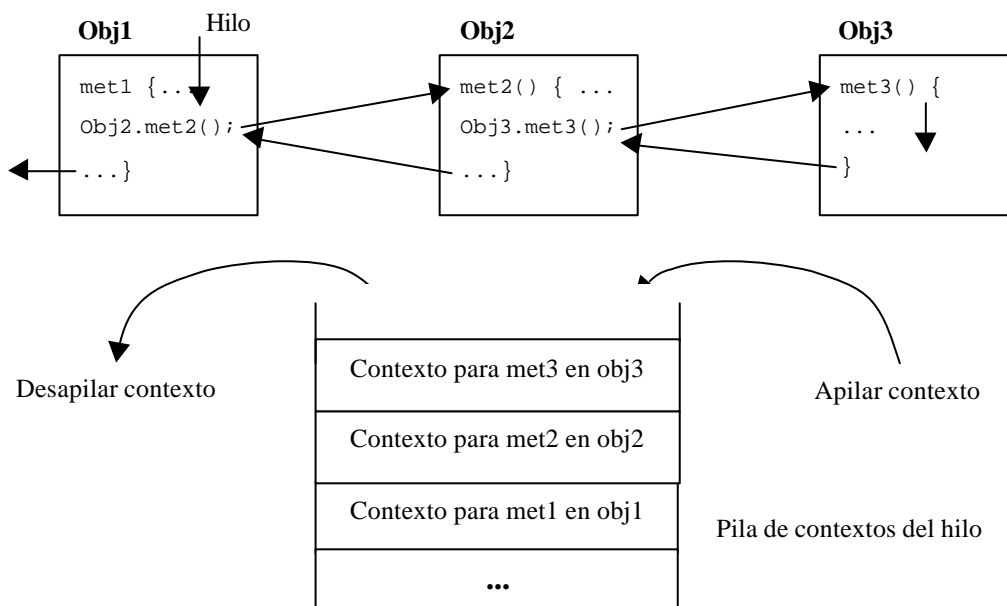 Obj1
Hilo
Obj2
Obj3
met1 {...
Obj2.met2();
...}
met2() { ...
Obj3.met3();
...}
met3() {
...
}
Desapilar contexto
Apilar contexto
Contexto para met3 en obj3
Contexto para met2 en obj2
Contexto para met1 en obj1
...
Pila de contextos del hilo